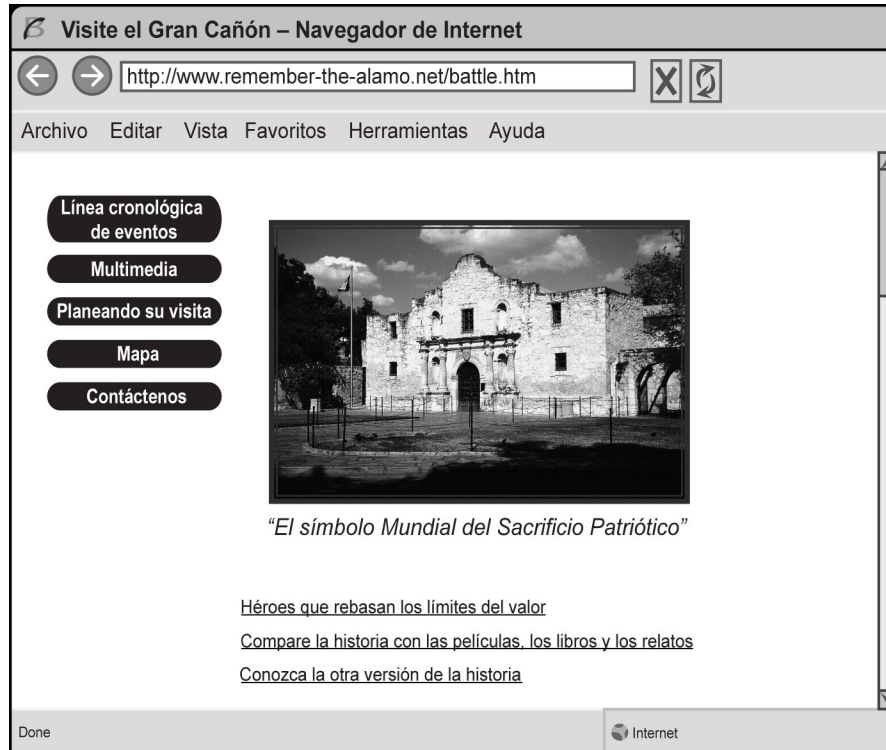 Visite el Gran Cañón – Navegador de Internet
http://www.remember-the-alamo.net/battle.htm
Archivo Editar Vista Favoritos Herramientas Ayuda
Línea cronológica
de eventos
Multimedia
Planeando su visita
Mapa
Contáctenos
“El símbolo Mundial del Sacrificio Patriótico”
Héroes que rebasan los límites del valor
Compare la historia con las películas, los libros y los relatos
Conozca la otra versión de la historia
Done
Internet